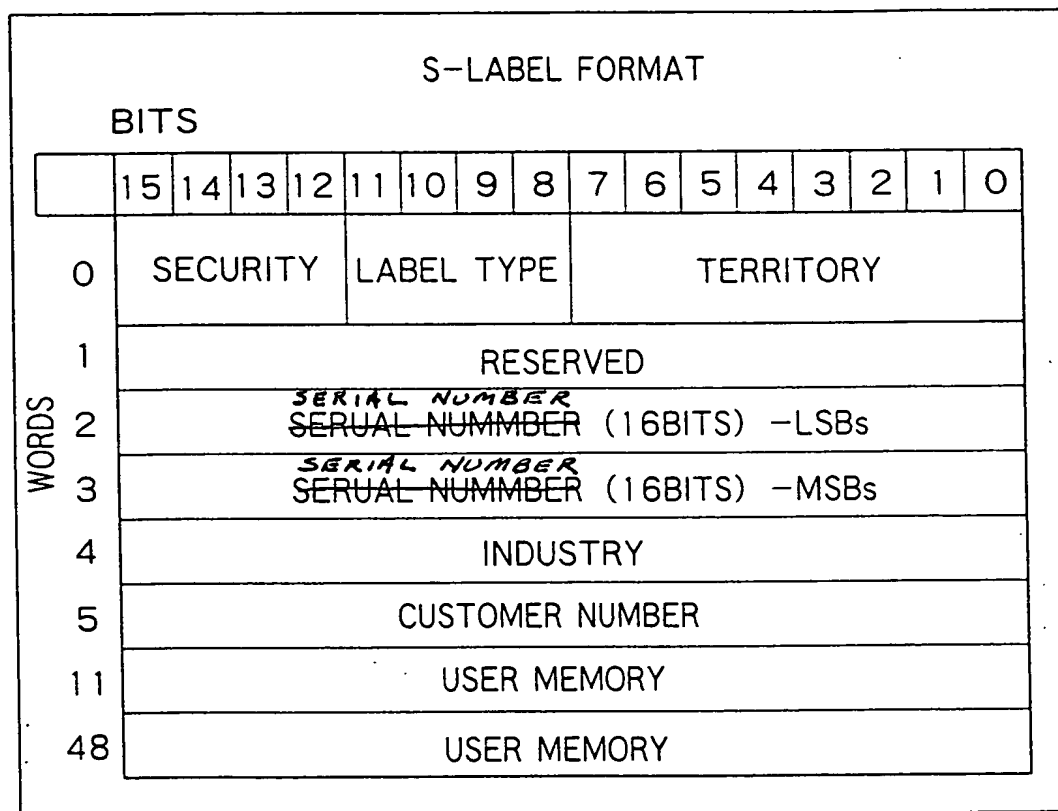 S-LABEL FORMAT
BITS
15 14 13 12 11 10 9 8 7 6 5 4 3 2 1 0
WORDS
0 SECURITY LABEL TYPE TERRITORY
1 RESERVED
SERIAL NUMBER
2 SERUAL NUMMBER (16BITS) -LSBs
SERIAL NUMBER
3 SERUAL NUMMBER (16BITS) -MSBs
4 INDUSTRY
5 CUSTOMER NUMBER
11 USER MEMORY
48 USER MEMORY